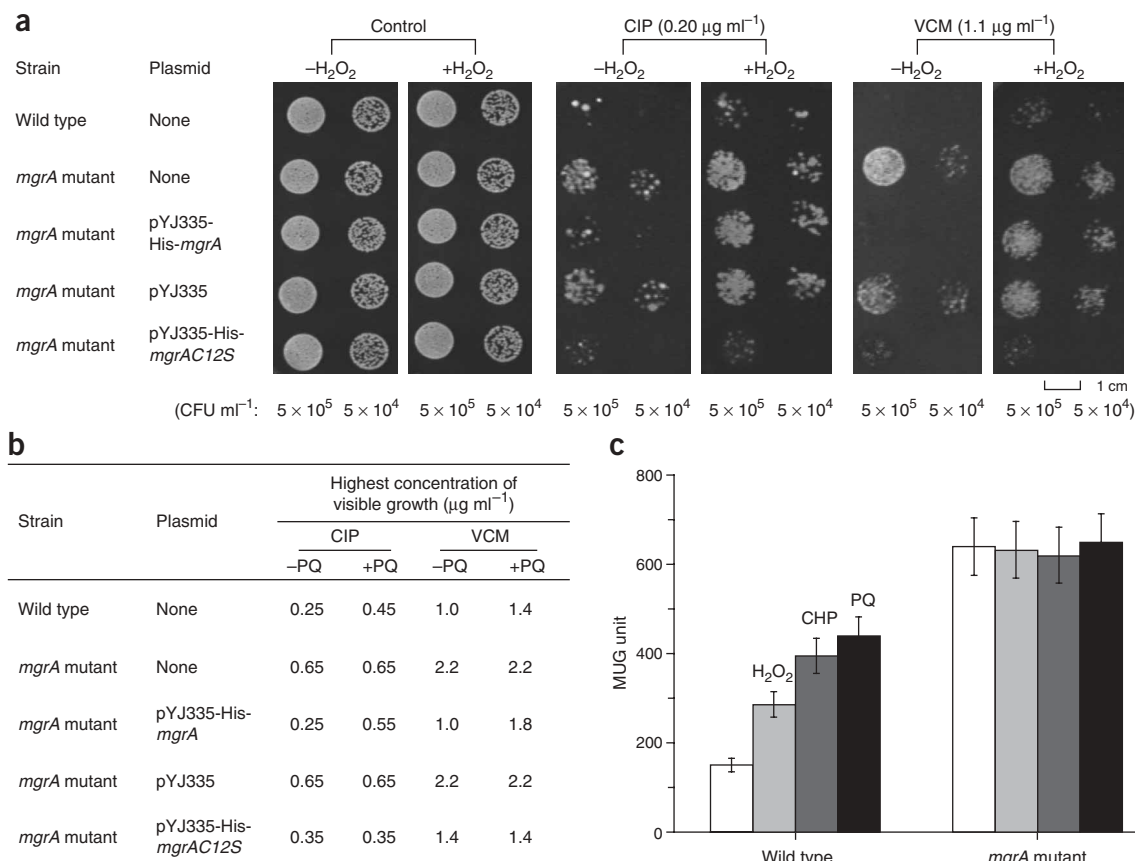 a
Control
CIP (0.20 μg ml⁻¹)
VCM (1.1 μg ml⁻¹)
Strain Plasmid –H₂O₂ +H₂O₂ –H₂O₂ +H₂O₂ –H₂O₂ +H₂O₂
Wild type None
mgrA mutant None
mgrA mutant pYJ335-
His-mgrA
mgrA mutant pYJ335
mgrA mutant pYJ335-His-
mgrAC12S
1 cm
(CFU ml⁻¹: 5 × 10⁵ 5 × 10⁴ 5 × 10⁵ 5 × 10⁴ 5 × 10⁵ 5 × 10⁴ 5 × 10⁵ 5 × 10⁴ 5 × 10⁵ 5 × 10⁴ 5 × 10⁵ 5 × 10⁴)
b
Strain Plasmid
Highest concentration of
visible growth (μg ml⁻¹)
CIP VCM
–PQ +PQ –PQ +PQ
Wild type None 0.25 0.45 1.0 1.4
mgrA mutant None 0.65 0.65 2.2 2.2
mgrA mutant pYJ335-His-
mgrA 0.25 0.55 1.0 1.8
mgrA mutant pYJ335 0.65 0.65 2.2 2.2
mgrA mutant pYJ335-His-
mgrAC12S 0.35 0.35 1.4 1.4
c
800
600
400
200
0
MUG unit
H₂O₂
CHP
PQ
Wild type
mgrA mutant